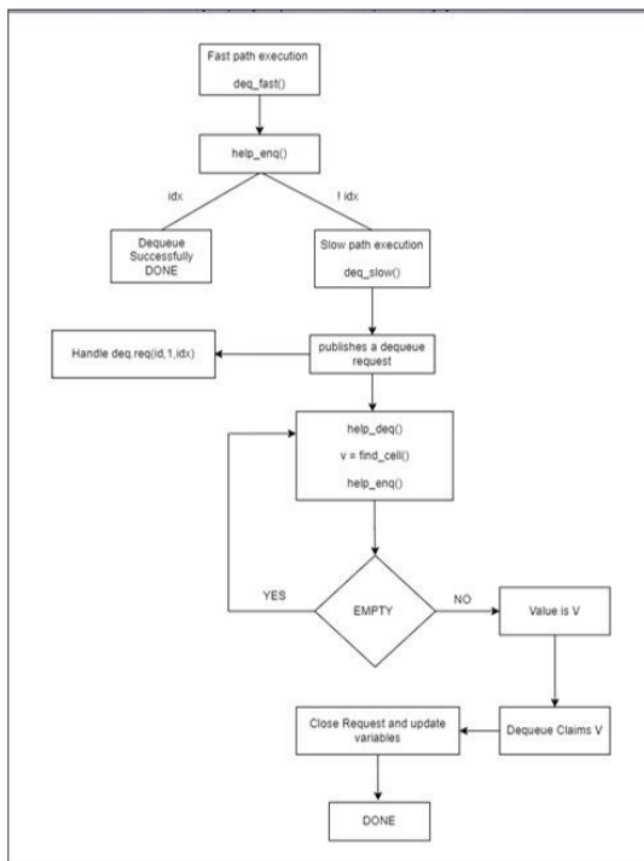 Fast path execution
deq_fast()
help_enq()
idx
! idx
Dequeue
Successfully
DONE
Slow path execution
deq_slow()
Handle deq.req(id,1,idx)
publishes a dequeue
request
help_deq()
v = find_cell()
help_enq()
YES
EMPTY
NO
Value is V
Close Request and update
variables
Dequeue Claims V
DONE